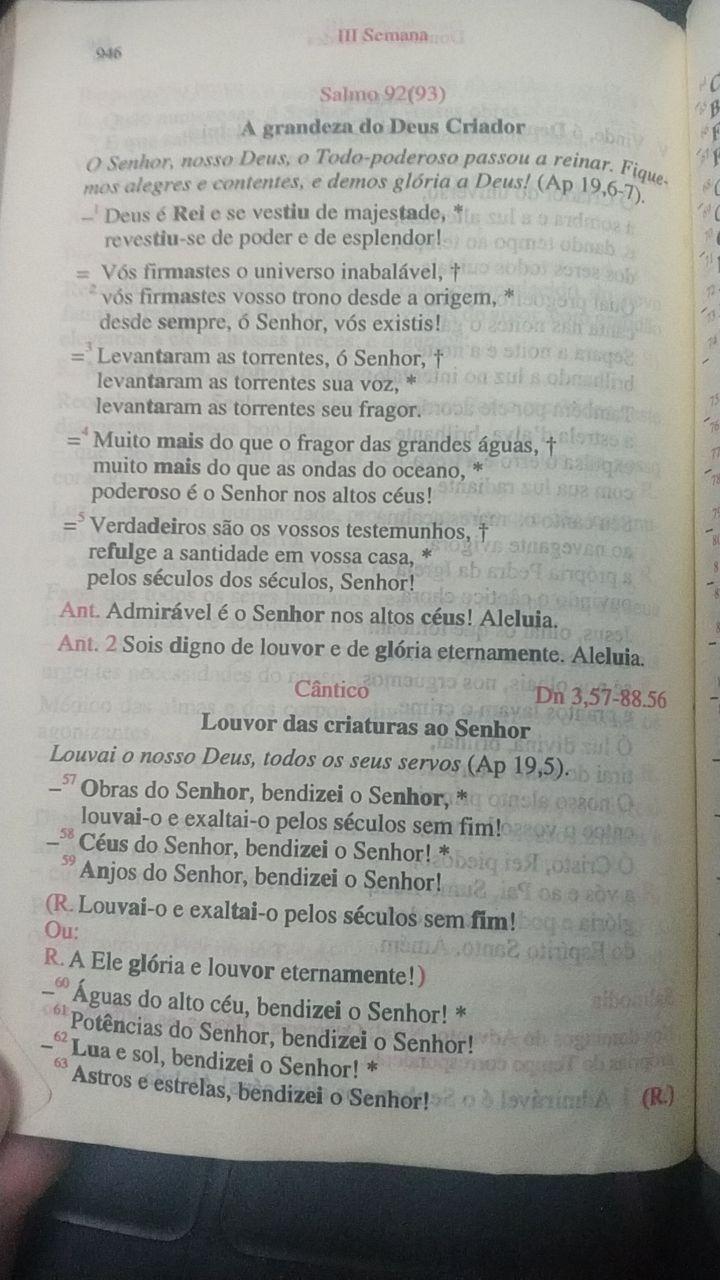 III Semana
946
Salmo 92(93)
A grandeza do Deus Criador
O Senhor, nosso Deus, o Todo-poderoso passou a reinar. Fique-
mos alegres e contentes, e demos glória a Deus! (Ap 19,6-7).
–¹ Deus é Rei e se vestiu de majestade, *
revestiu-se de poder e de esplendor!
= Vós firmastes o universo inabalável, †
² vós firmastes vosso trono desde a origem, *
desde sempre, ó Senhor, vós existis!
=³ Levantaram as torrentes, ó Senhor, †
levantaram as torrentes sua voz, *
levantaram as torrentes seu fragor.
=⁴ Muito mais do que o fragor das grandes águas, †
muito mais do que as ondas do oceano, *
poderoso é o Senhor nos altos céus!
=⁵ Verdadeiros são os vossos testemunhos, †
refulge a santidade em vossa casa, *
pelos séculos dos séculos, Senhor!
Ant. Admirável é o Senhor nos altos céus! Aleluia.
Ant. 2 Sois digno de louvor e de glória eternamente. Aleluia.
Cântico Dn 3,57-88.56
Louvor das criaturas ao Senhor
Louvai o nosso Deus, todos os seus servos (Ap 19,5).
–⁵⁷ Obras do Senhor, bendizei o Senhor, *
louvai-o e exaltai-o pelos séculos sem fim!
–⁵⁸ Céus do Senhor, bendizei o Senhor! *
⁵⁹ Anjos do Senhor, bendizei o Senhor!
(R. Louvai-o e exaltai-o pelos séculos sem fim!
Ou:
R. A Ele glória e louvor eternamente!)
–⁶⁰ Águas do alto céu, bendizei o Senhor! *
⁶¹ Potências do Senhor, bendizei o Senhor!
–⁶² Lua e sol, bendizei o Senhor! *
⁶³ Astros e estrelas, bendizei o Senhor! (R.)